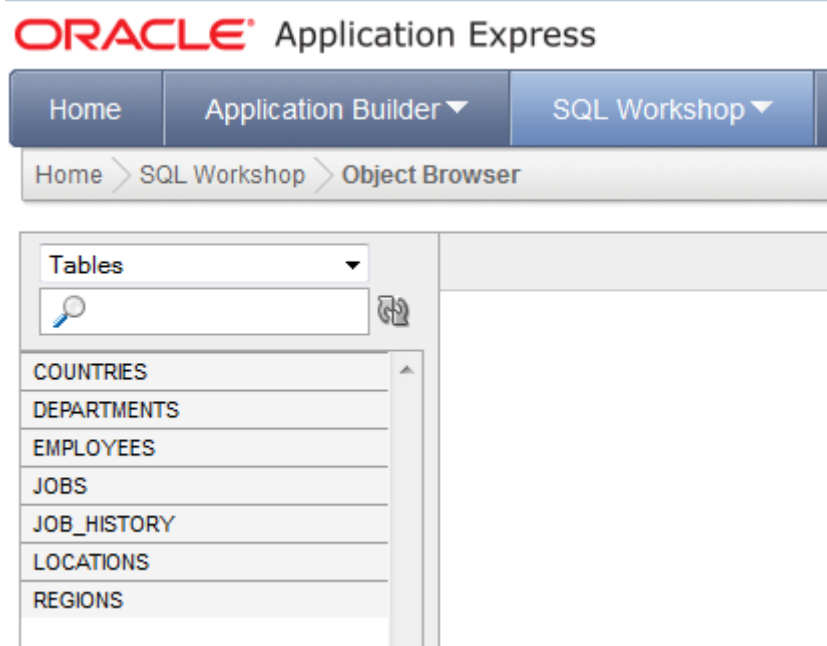 ORACLE Application Express
Home Application Builder SQL Workshop
Home SQL Workshop Object Browser
Tables
COUNTRIES
DEPARTMENTS
EMPLOYEES
JOBS
JOB_HISTORY
LOCATIONS
REGIONS